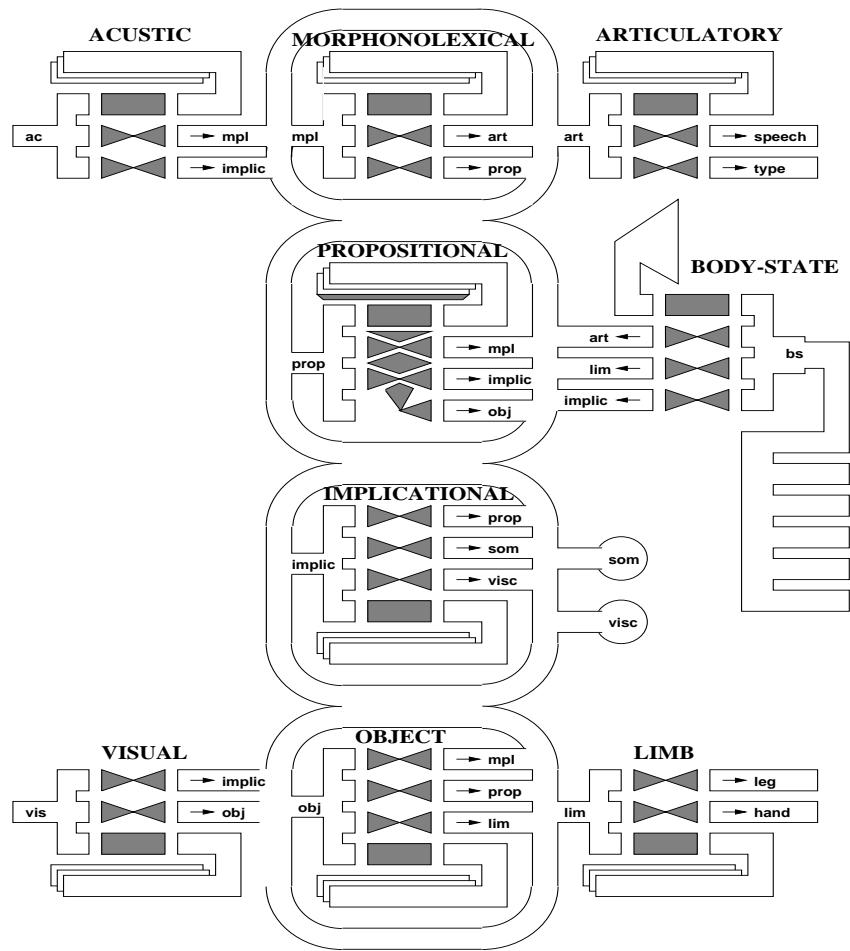 ACUSTIC
MORPHONOLEXICAL
ARTICULATORY
ac
mpl
implic
mpl
art
prop
art
speech
type
PROPOSITIONAL
BODY-STATE
prop
mpl
implic
obj
art
lim
implic
bs
IMPLICATIONAL
implic
prop
som
visc
som
visc
VISUAL
OBJECT
LIMB
vis
implic
obj
obj
mpl
prop
lim
lim
leg
hand